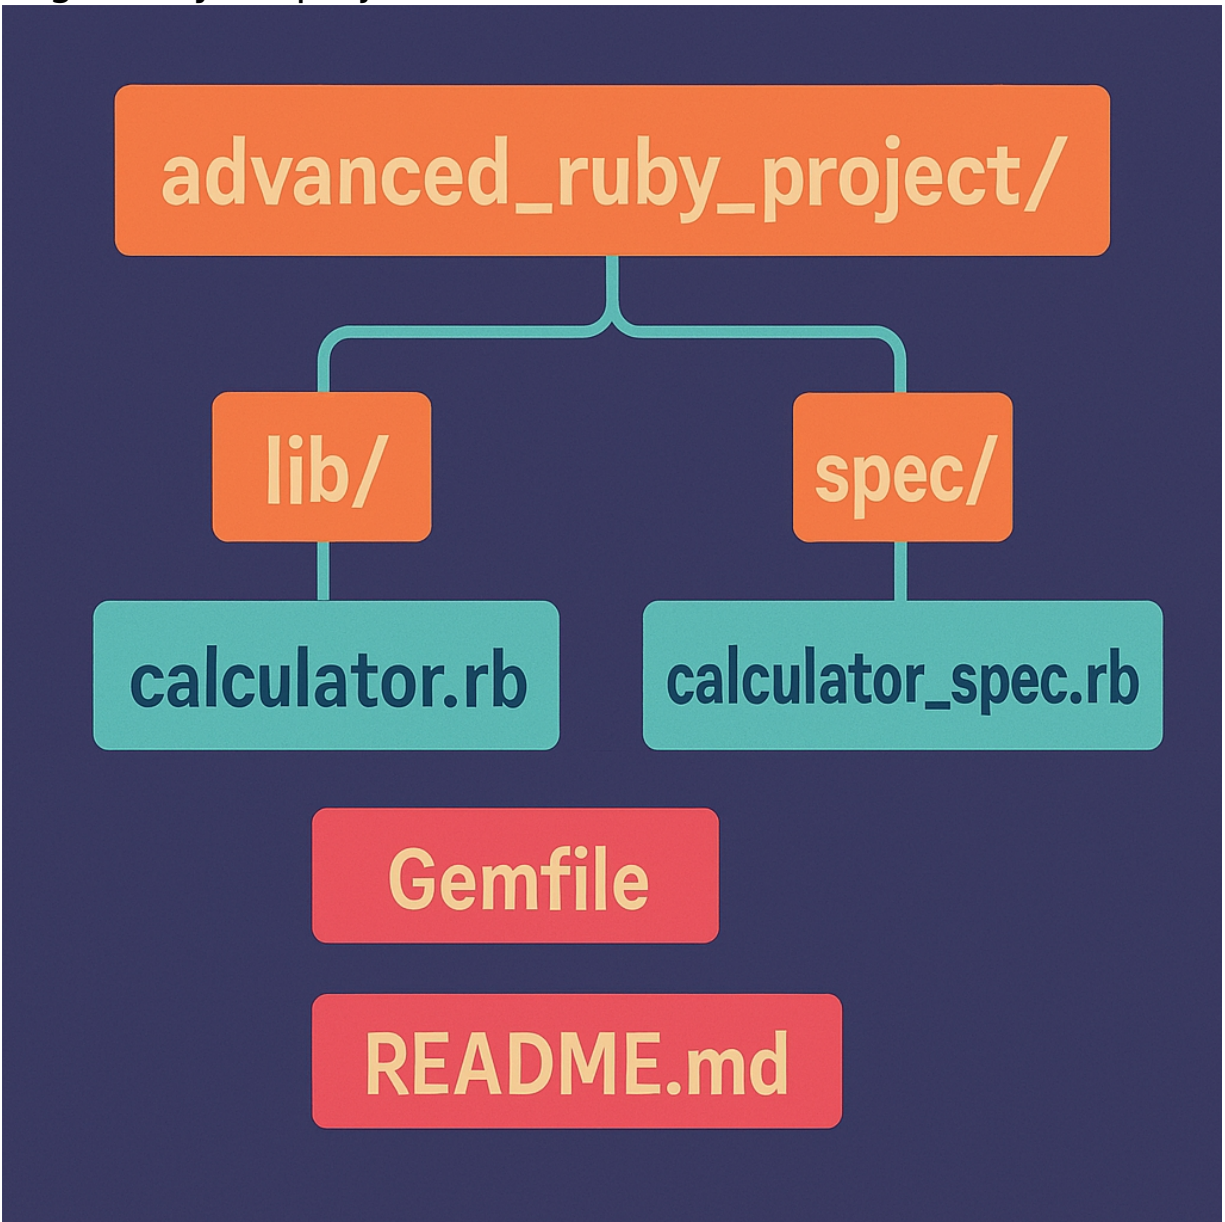 advanced_ruby_project/
lib/
spec/
calculator.rb
calculator_spec.rb
Gemfile
README.md